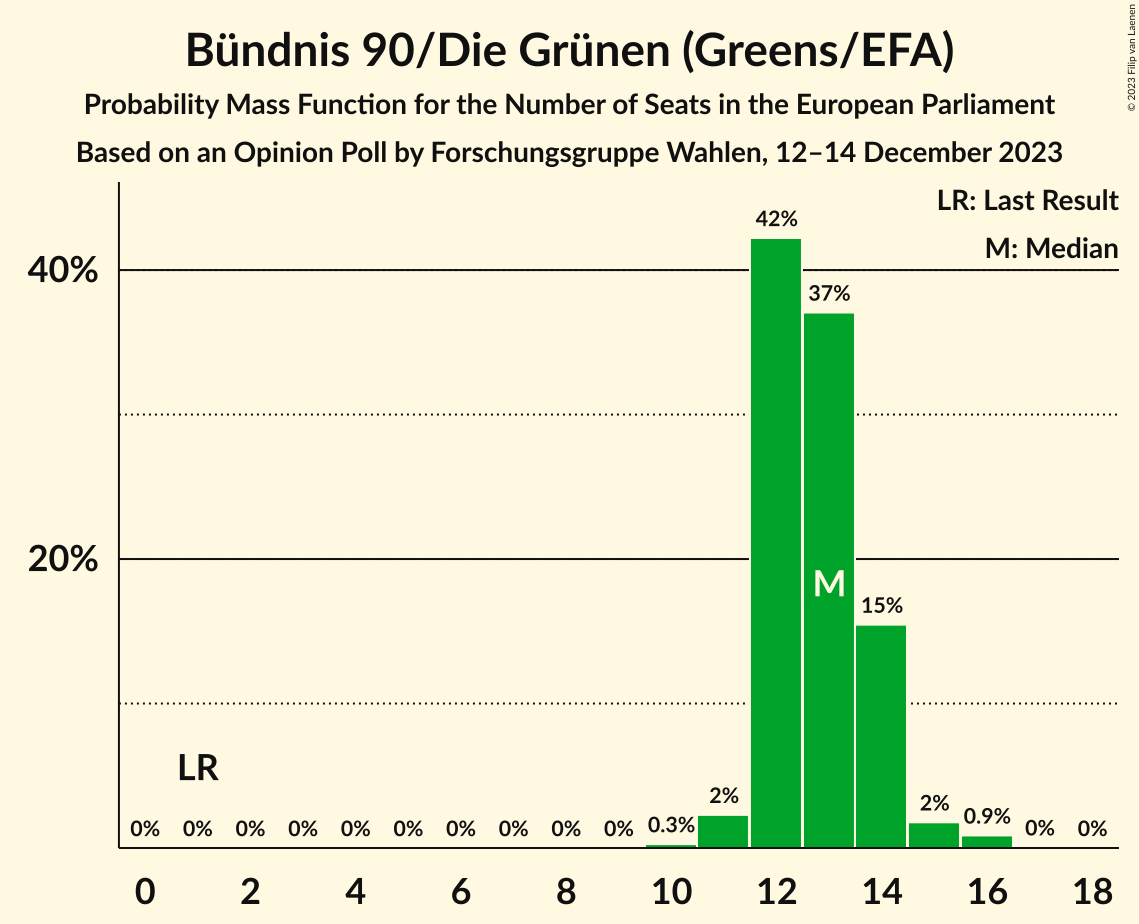 Bündnis 90/Die Grünen (Greens/EFA)
Probability Mass Function for the Number of Seats in the European Parliament
Based on an Opinion Poll by Forschungsgruppe Wahlen, 12–14 December 2023
© 2023 Filip van Laenen
LR: Last Result
M: Median
42%
40%
37%
20%
M
15%
LR
0% 0% 0% 0% 0% 0% 0% 0% 0% 0% 0.3% 2% 2% 0.9% 0% 0%
0 2 4 6 8 10 12 14 16 18